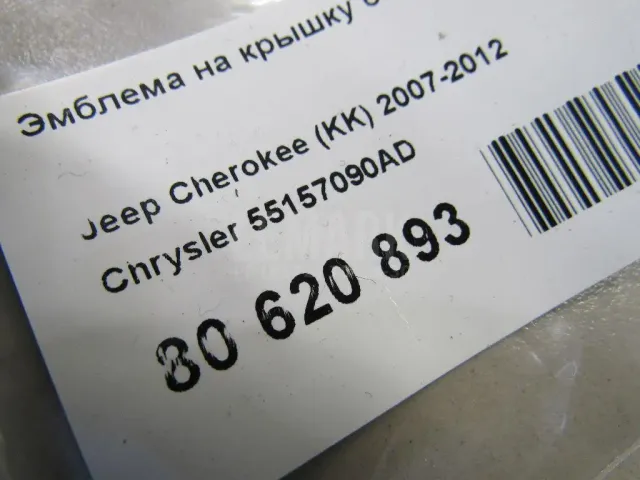 Эмблема на крышку
Jeep Cherokee (KK) 2007-2012
Chrysler 55157090AD
80 620 893